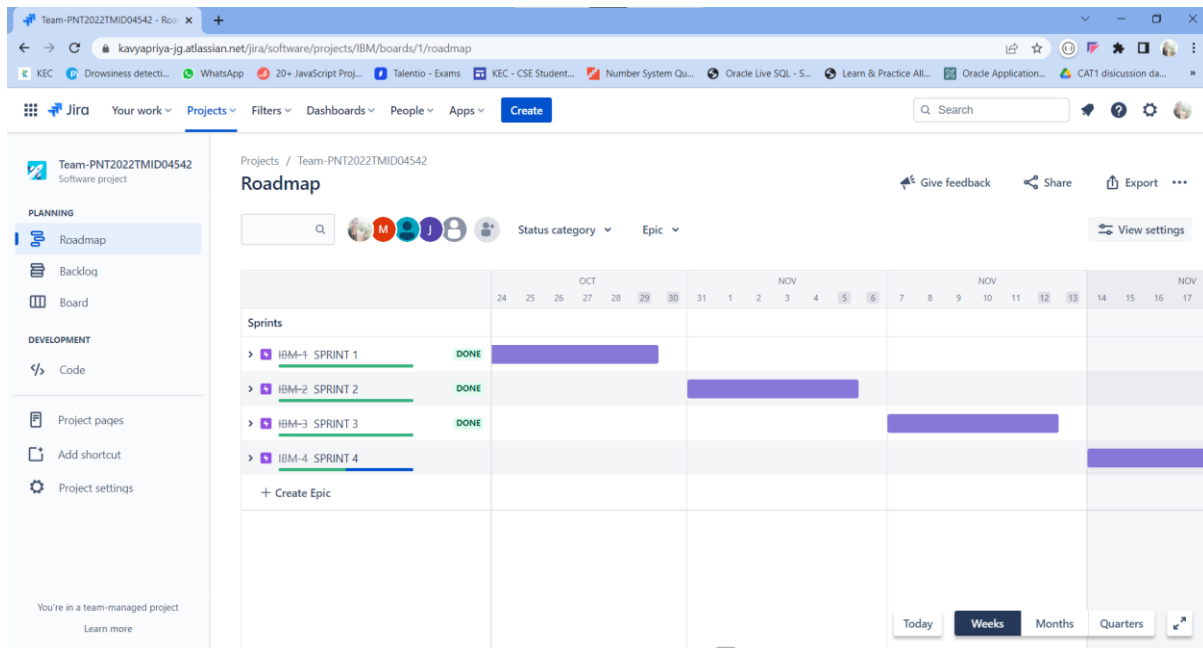 Team-PNT2022TMID04542 - Roa
kavyapriya-jg.atlassian.net/jira/software/projects/IBM/boards/1/roadmap
KEC Drowsiness detecti... WhatsApp 20+ JavaScript Proj... Talentio - Exams KEC - CSE Student... Number System Qu... Oracle Live SQL - S... Learn & Practice All... Oracle Application... CAT1 disicussion da... »
Jira Your work Projects Filters Dashboards People Apps Create Search
Team-PNT2022TMID04542
Software project
PLANNING
Roadmap
Backlog
Board
DEVELOPMENT
Code
Project pages
Add shortcut
Project settings
You're in a team-managed project
Learn more
Projects / Team-PNT2022TMID04542
Roadmap
Give feedback Share Export
M J Status category Epic View settings
OCT NOV NOV NOV
24 25 26 27 28 29 30 31 1 2 3 4 5 6 7 8 9 10 11 12 13 14 15 16 17
Sprints
IBM-1 SPRINT 1 DONE
IBM-2 SPRINT 2 DONE
IBM-3 SPRINT 3 DONE
IBM-4 SPRINT 4
+ Create Epic
Today Weeks Months Quarters